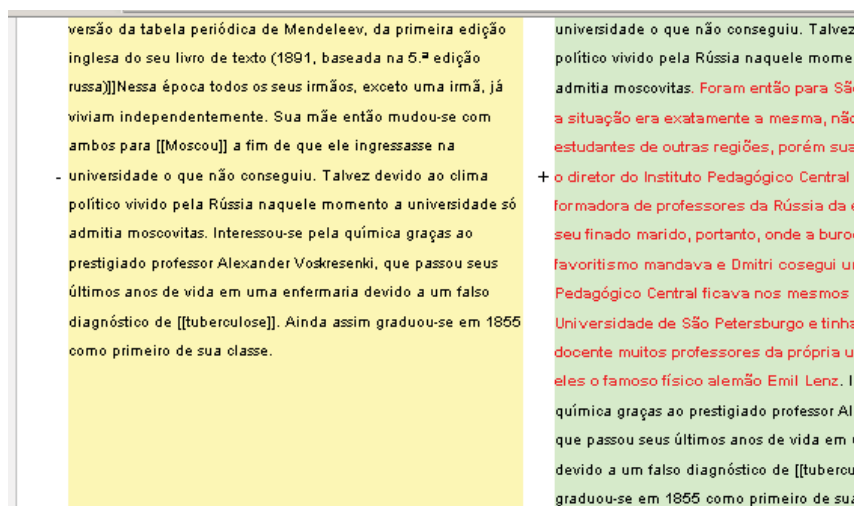 versão da tabela periódica de Mendeleev, da primeira edição
inglesa do seu livro de texto (1891, baseada na 5.ª edição
russa)]]Nessa época todos os seus irmãos, exceto uma irmã, já
viviam independentemente. Sua mãe então mudou-se com
ambos para [[Moscou]] a fim de que ele ingressasse na
- universidade o que não conseguiu. Talvez devido ao clima
político vivido pela Rússia naquele momento a universidade só
admitia moscovitas. Interessou-se pela química graças ao
prestigiado professor Alexander Voskresenki, que passou seus
últimos anos de vida em uma enfermaria devido a um falso
diagnóstico de [[tuberculose]]. Ainda assim graduou-se em 1855
como primeiro de sua classe.
universidade o que não conseguiu. Talvez
político vivido pela Rússia naquele
admitia moscovitas. Foram então para
a situação era exatamente a mesma,
estudantes de outras regiões, porém
+ o diretor do Instituto Pedagógico Central
formadora de professores da Rússia da
seu finado marido, portanto, onde a
favoritismo mandava e Dmitri cosegui
Pedagógico Central ficava nos mesmos
Universidade de São Petersburgo e
docente muitos professores da própria
eles o famoso físico alemão Emil Lenz.
química graças ao prestigiado professor
que passou seus últimos anos de vida em
devido a um falso diagnóstico de
graduou-se em 1855 como primeiro de